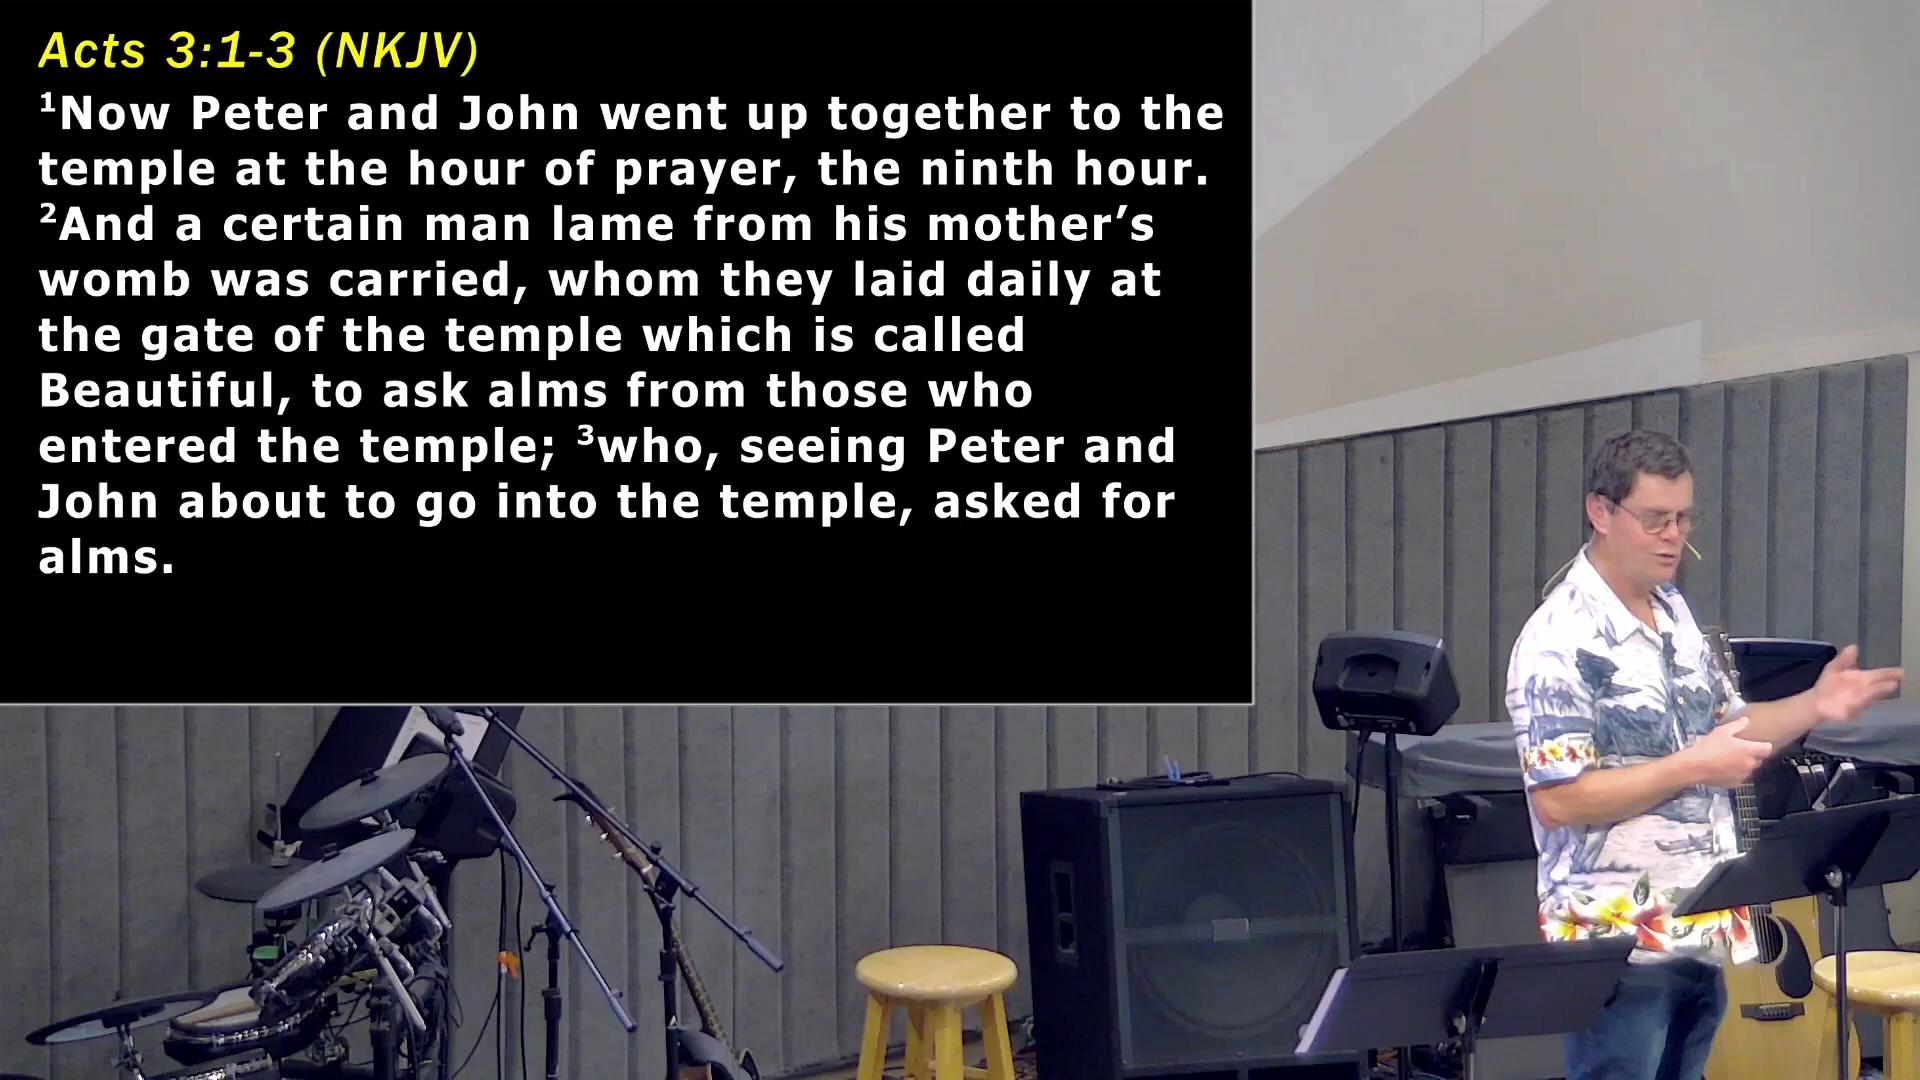 Acts 3:1-3 (NKJV)
¹Now Peter and John went up together to the
temple at the hour of prayer, the ninth hour.
²And a certain man lame from his mother’s
womb was carried, whom they laid daily at
the gate of the temple which is called
Beautiful, to ask alms from those who
entered the temple; ³who, seeing Peter and
John about to go into the temple, asked for
alms.